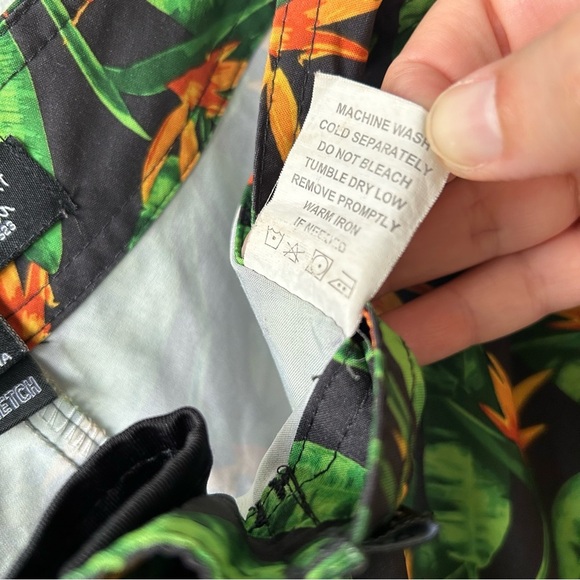 MACHINE WASH
COLD SEPARATELY
DO NOT BLEACH
TUMBLE DRY LOW
REMOVE PROMPTLY
WARM IRON
IF NEEDED